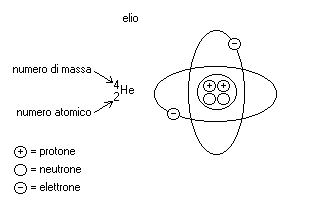 elio
numero di massa
4
He
2
numero atomico
+ = protone
= neutrone
− = elettrone